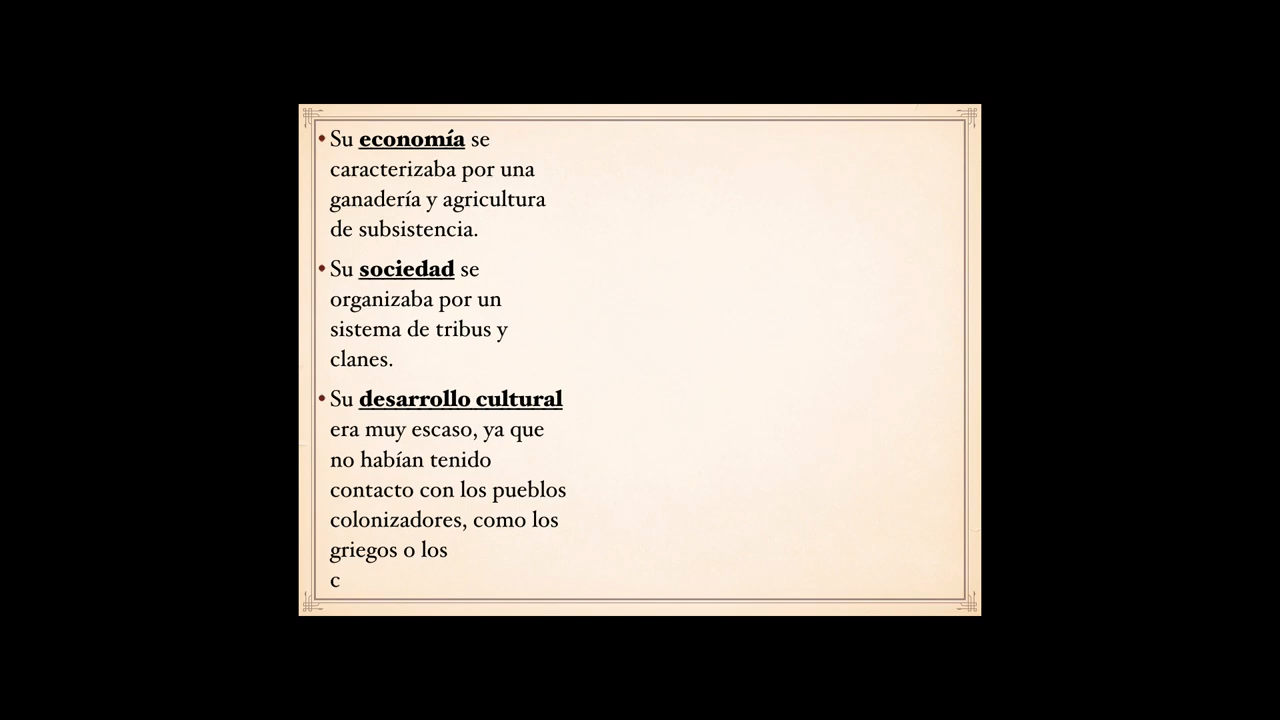 • Su economía se
caracterizaba por una
ganadería y agricultura
de subsistencia.
• Su sociedad se
organizaba por un
sistema de tribus y
clanes.
• Su desarrollo cultural
era muy escaso, ya que
no habían tenido
contacto con los pueblos
colonizadores, como los
griegos o los
c